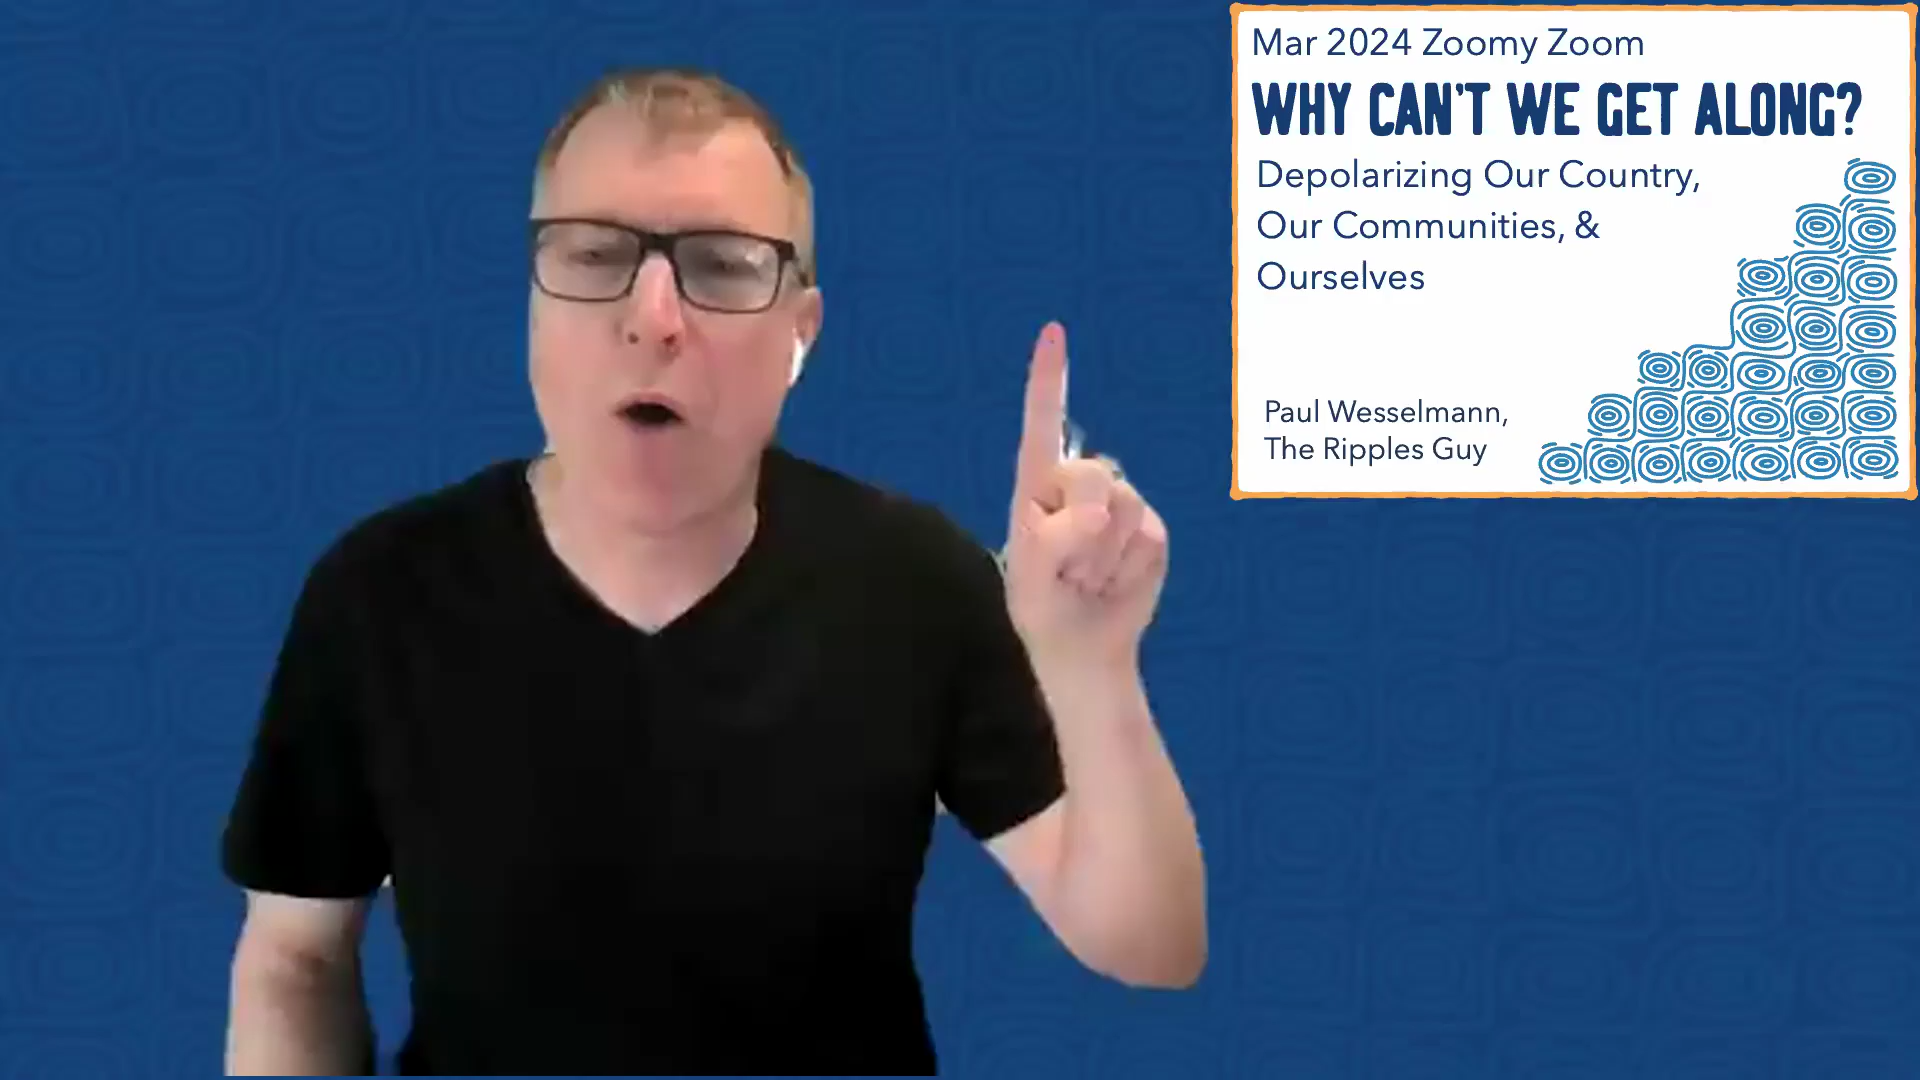 Mar 2024 Zoomy Zoom
WHY CAN'T WE GET ALONG?
Depolarizing Our Country,
Our Communities, &
Ourselves
Paul Wesselmann,
The Ripples Guy